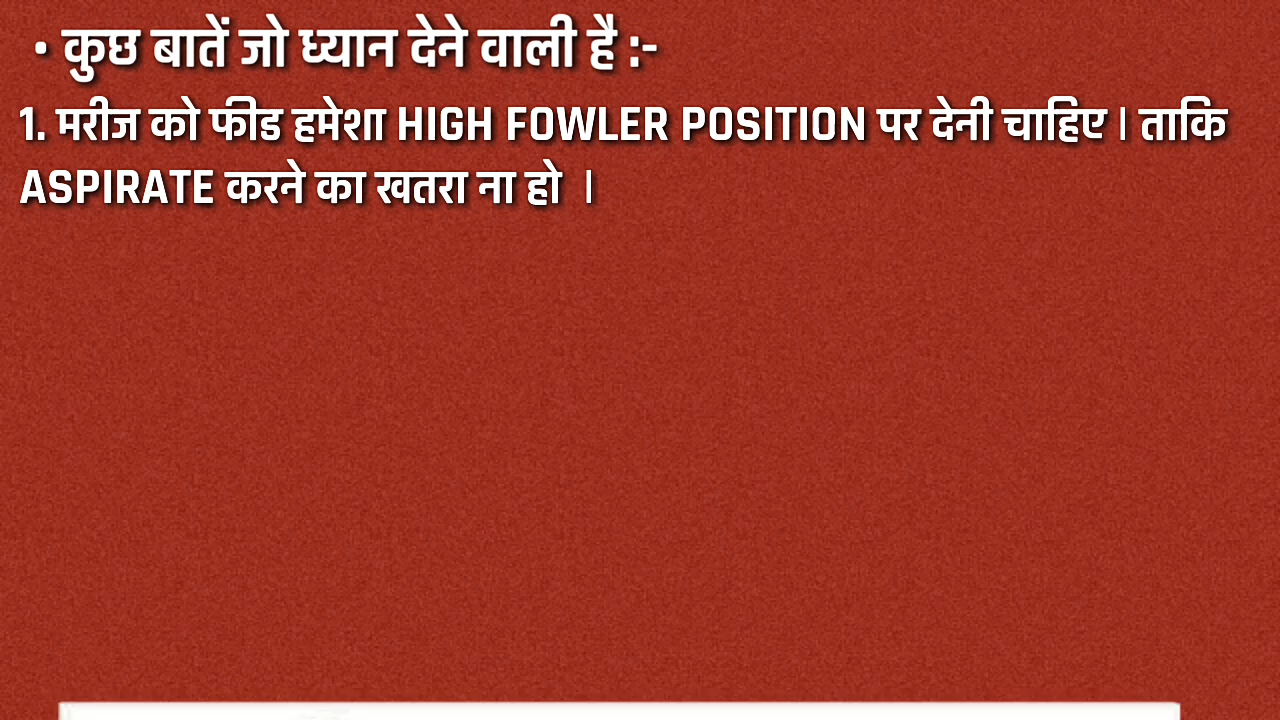 • कुछ बातें जो ध्यान देने वाली है :-
1. मरीज को फीड हमेशा HIGH FOWLER POSITION पर देनी चाहिए । ताकि
ASPIRATE करने का खतरा ना हो ।